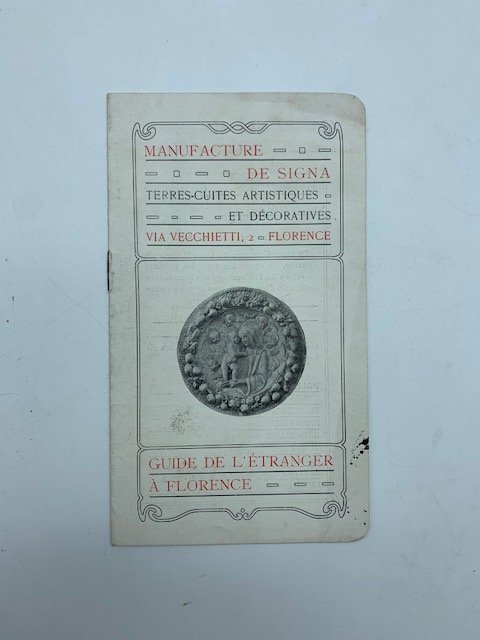 MANUFACTURE
DE SIGNA
TERRES-CUITES ARTISTIQUES
ET DÉCORATIVES
VIA VECCHIETTI, 2 FLORENCE
GUIDE DE L'ÉTRANGER
À FLORENCE